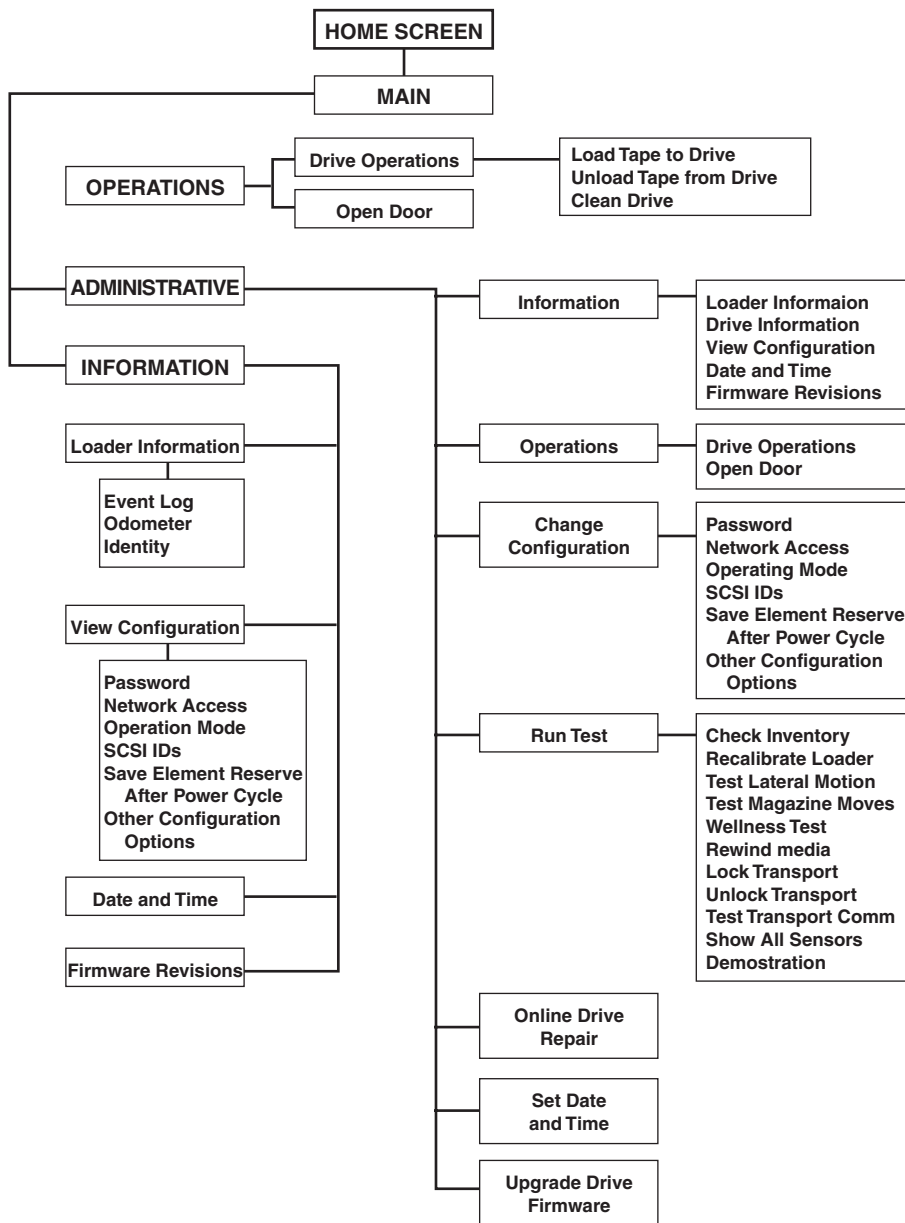 HOME SCREEN
MAIN
OPERATIONS
Drive Operations
Open Door
Load Tape to Drive
Unload Tape from Drive
Clean Drive
ADMINISTRATIVE
INFORMATION
Loader Information
Event Log
Odometer
Identity
View Configuration
Password
Network Access
Operation Mode
SCSI IDs
Save Element Reserve
After Power Cycle
Other Configuration
Options
Date and Time
Firmware Revisions
Information
Loader Informaion
Drive Information
View Configuration
Date and Time
Firmware Revisions
Operations
Drive Operations
Open Door
Change
Configuration
Password
Network Access
Operating Mode
SCSI IDs
Save Element Reserve
After Power Cycle
Other Configuration
Options
Run Test
Check Inventory
Recalibrate Loader
Test Lateral Motion
Test Magazine Moves
Wellness Test
Rewind media
Lock Transport
Unlock Transport
Test Transport Comm
Show All Sensors
Demostration
Online Drive
Repair
Set Date
and Time
Upgrade Drive
Firmware